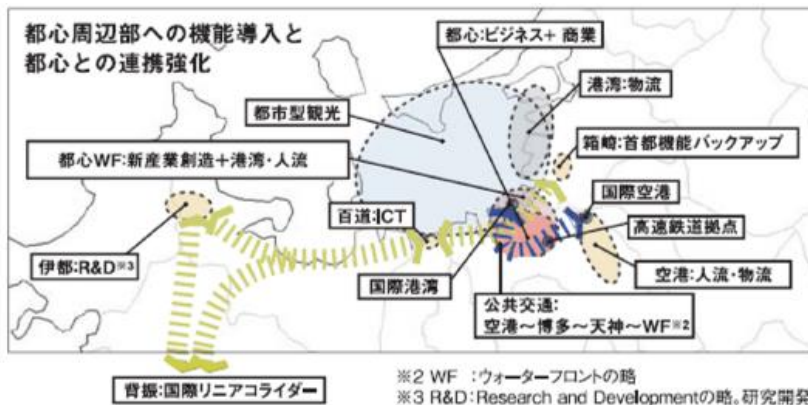 都心周辺部への機能導入と
都心との連携強化
都心:ビジネス+ 商業
港湾:物流
都市型観光
箱崎:首都機能バックアップ
都心WF:新産業創造+港湾・人流
国際空港
百道:ICT
高速鉄道拠点
伊都:R&D※3
国際港湾
空港:人流・物流
公共交通:
空港~博多~天神~WF※2
背振:国際リニアコライダー
※2 WF :ウォーターフロントの略
※3 R&D:Research and Developmentの略。研究開発